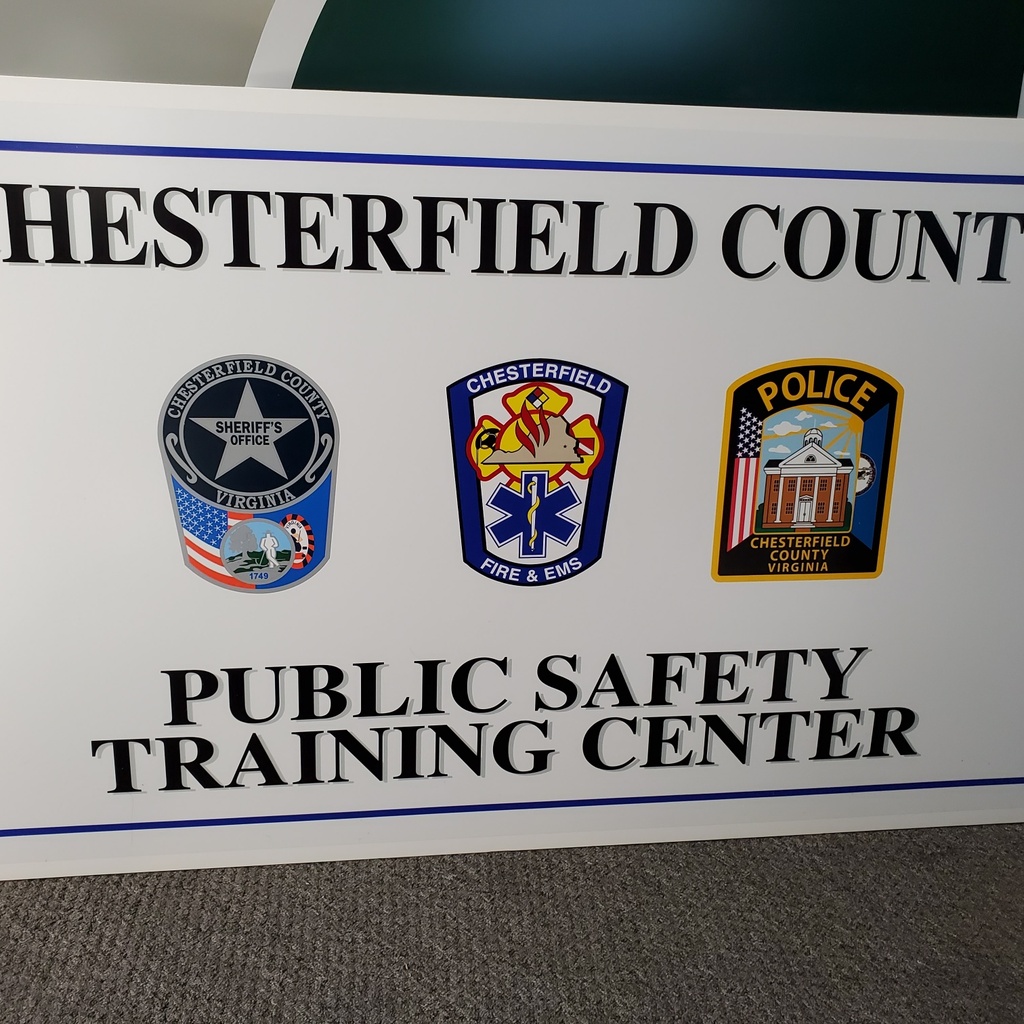 HESTERFIELD COUNT
CHESTERFIELD COUNTY
SHERIFF'S
OFFICE
VIRGINIA
1749
CHESTERFIELD
FIRE & EMS
POLICE
CHESTERFIELD
COUNTY
VIRGINIA
PUBLIC SAFETY
TRAINING CENTER